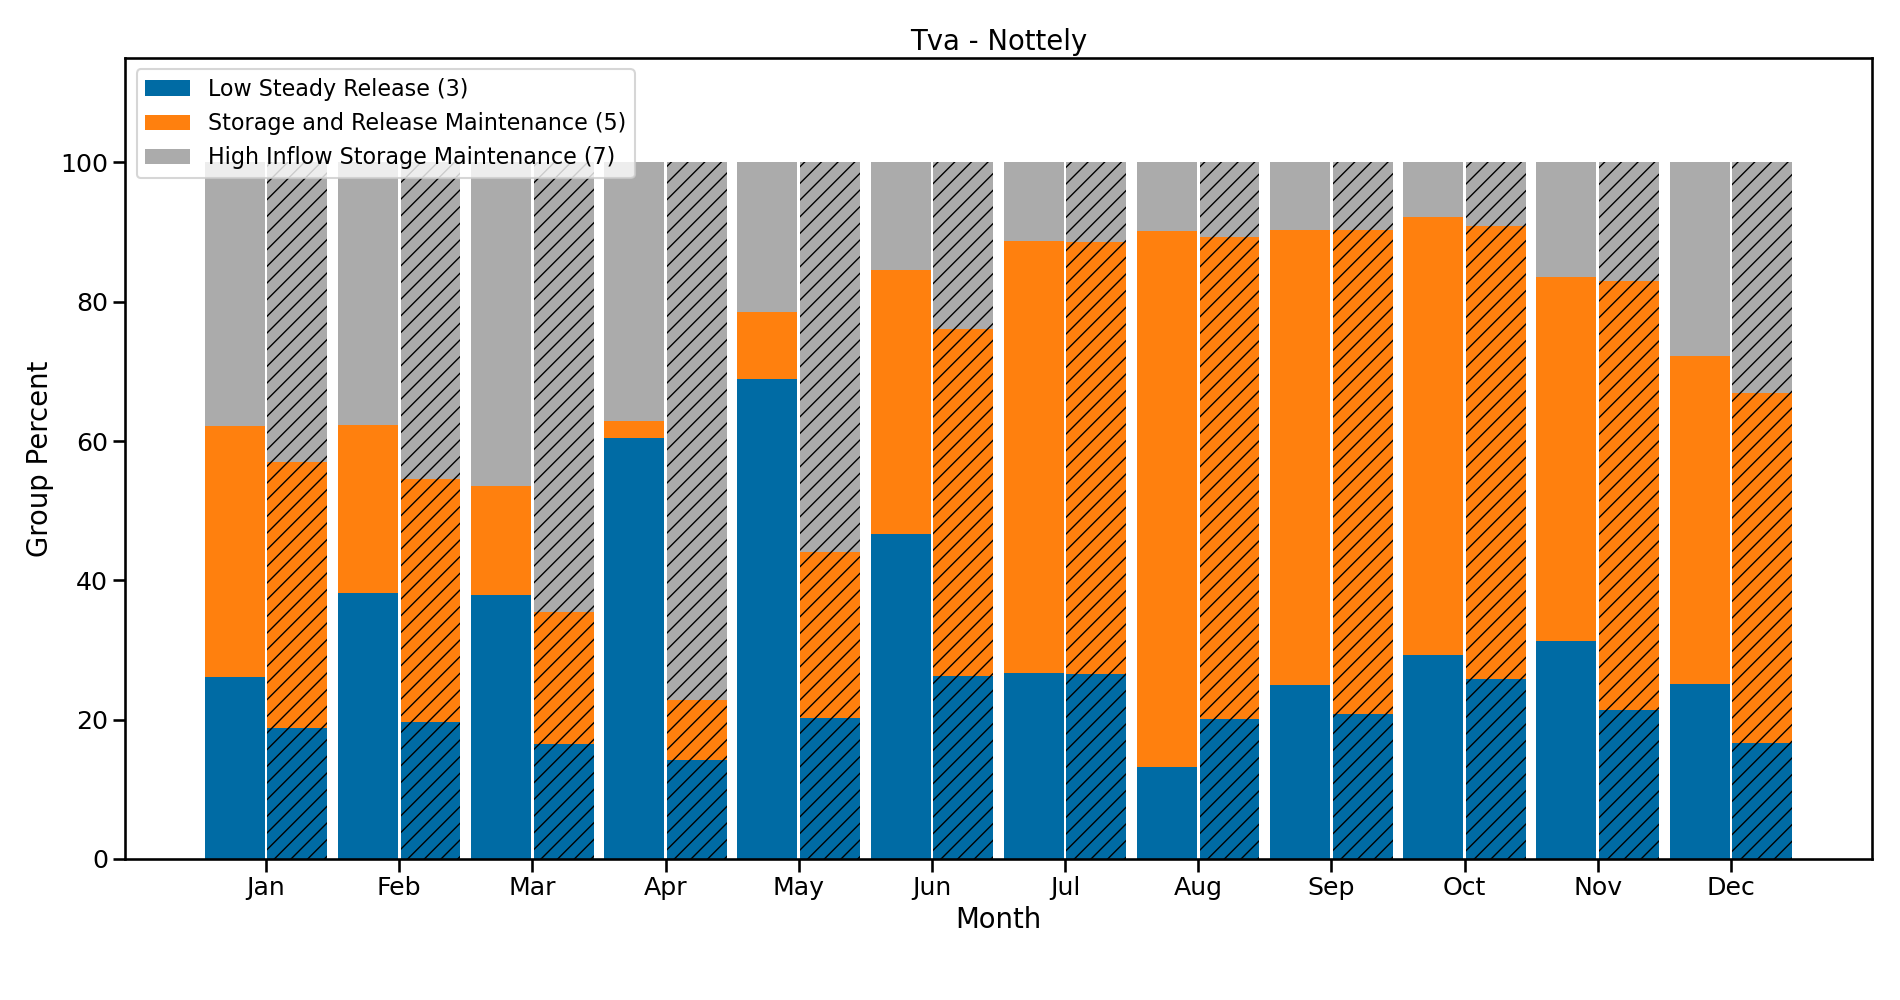 Tva - Nottely
Low Steady Release (3)
Storage and Release Maintenance (5)
High Inflow Storage Maintenance (7)
100
80
60
40
20
0
Group Percent
Jan Feb Mar Apr May Jun Jul Aug Sep Oct Nov Dec
Month